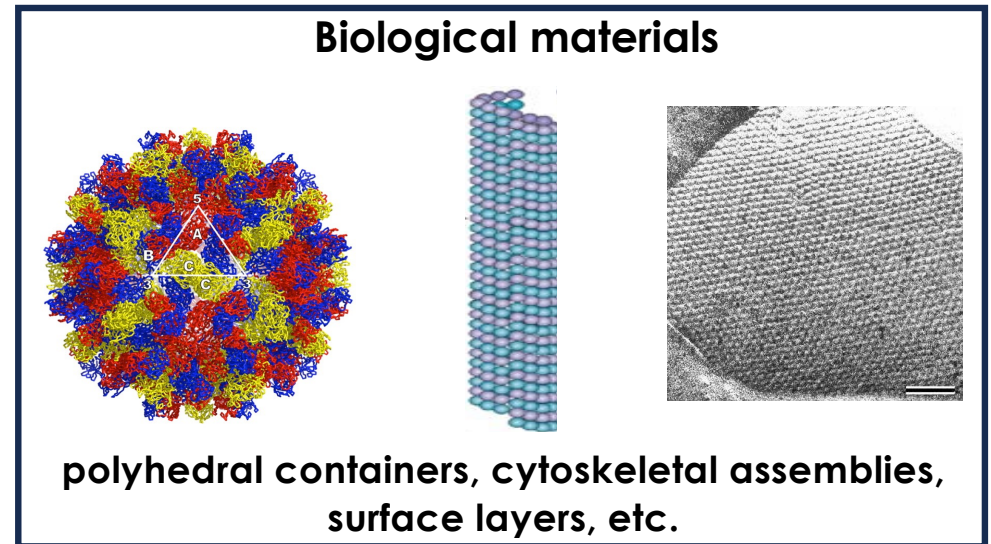 Biological materials
5
A
B
C
C
3
3
polyhedral containers, cytoskeletal assemblies,
surface layers, etc.